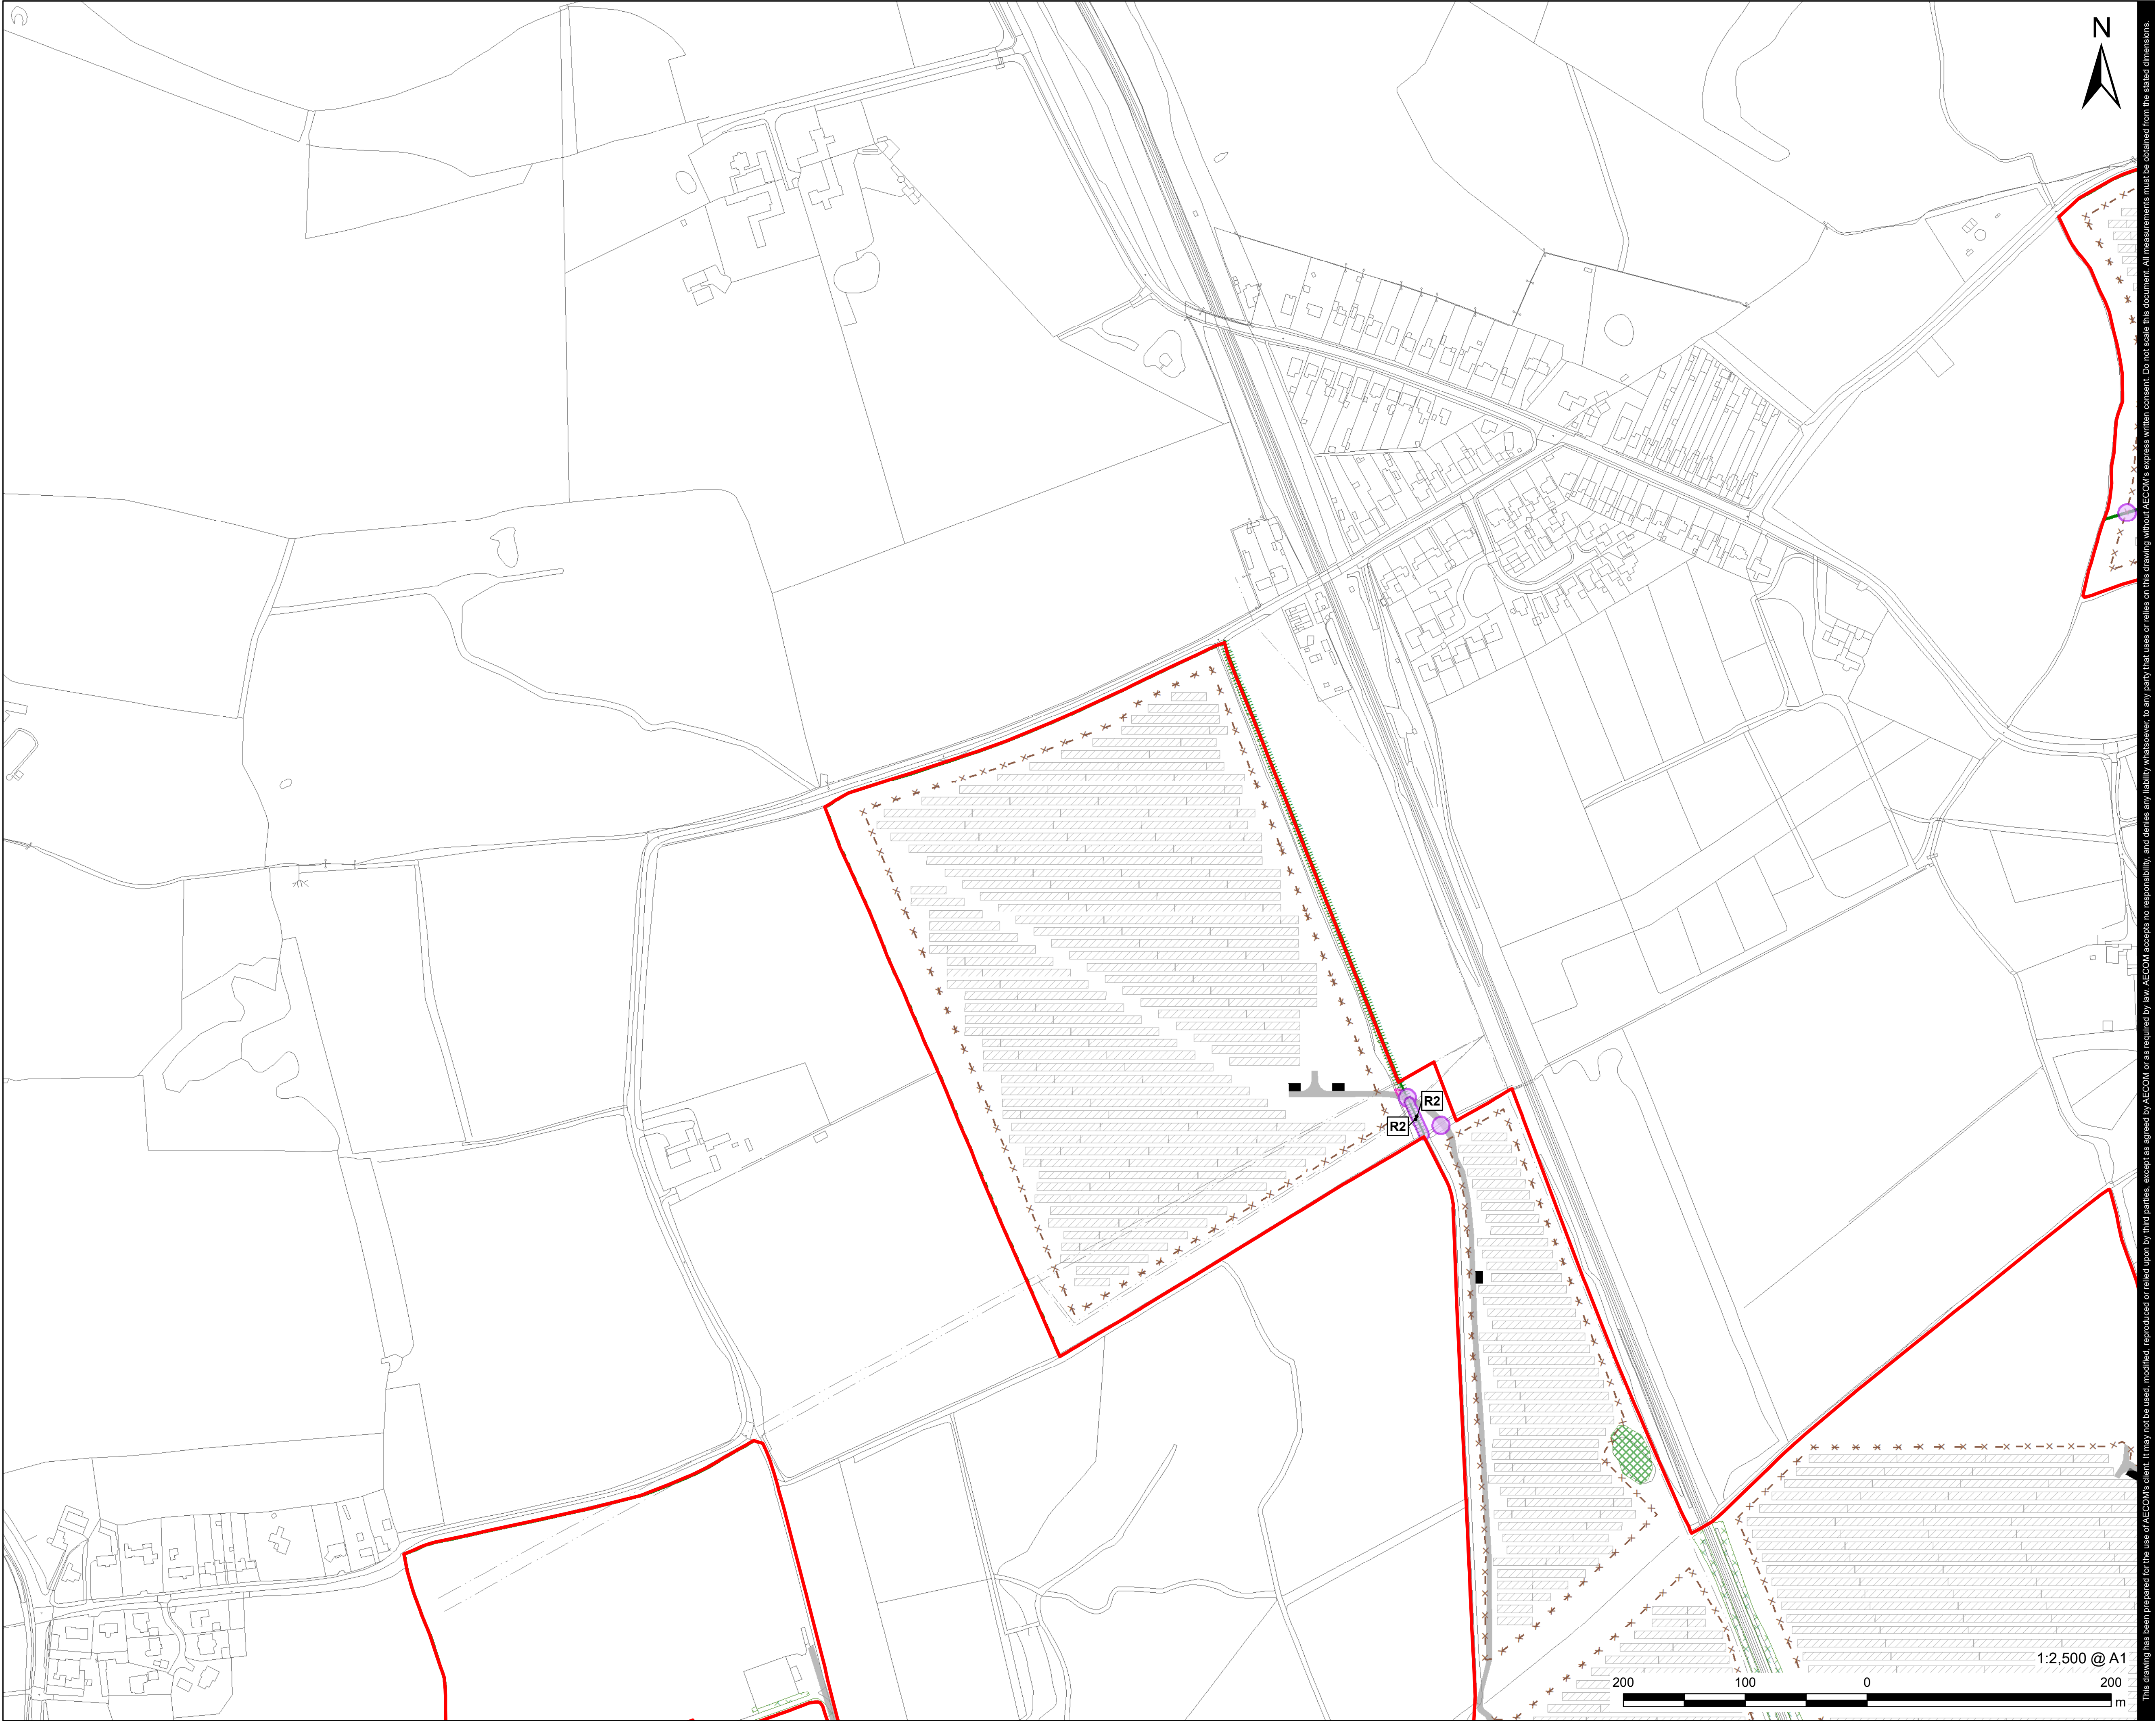 N
R2
R2
1:2,500 @ A1
200 100 0 200
m
This drawing has been prepared for the use of AECOM's client. It may not be used, modified, reproduced or relied upon by third parties, except as agreed by AECOM or as required by law. AECOM accepts no responsibility, and denies any liability whatsoever, to any party that uses or relies on this drawing without AECOM's express written consent. Do not scale this document. All measurements must be obtained from the stated dimensions.